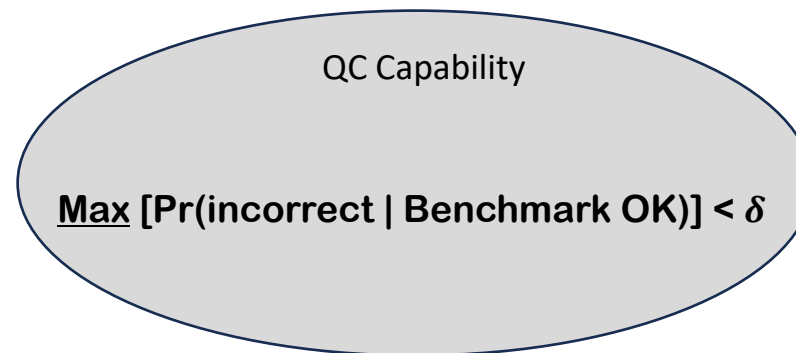 QC Capability
Max [Pr(incorrect | Benchmark OK)] < δ